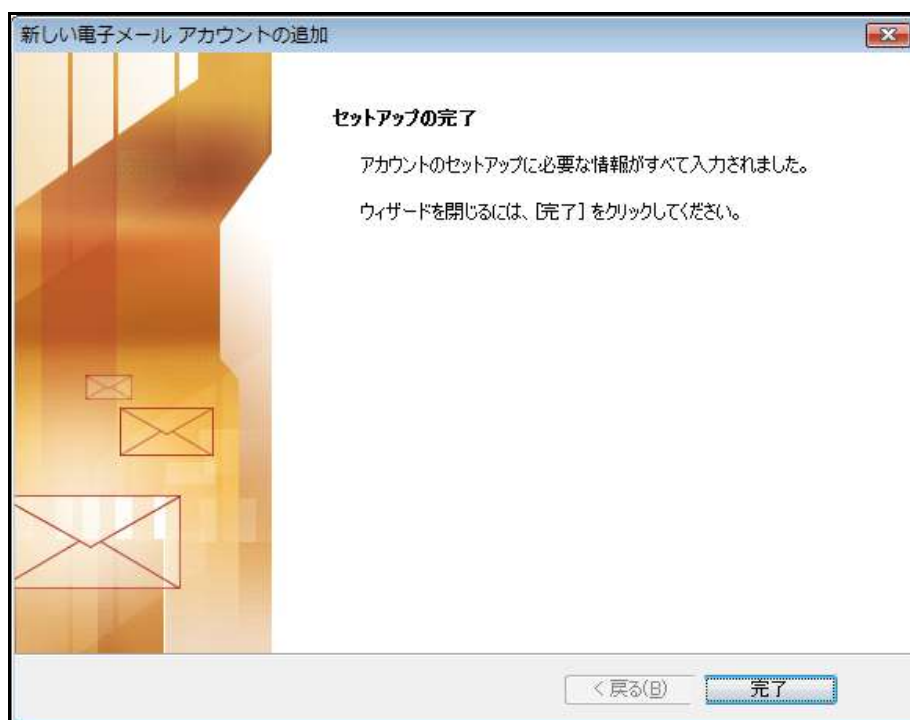 新しい電子メール アカウントの追加
セットアップの完了
アカウントのセットアップに必要な情報がすべて入力されました。
ウィザードを閉じるには、[完了] をクリックしてください。
< 戻る(B)
完了